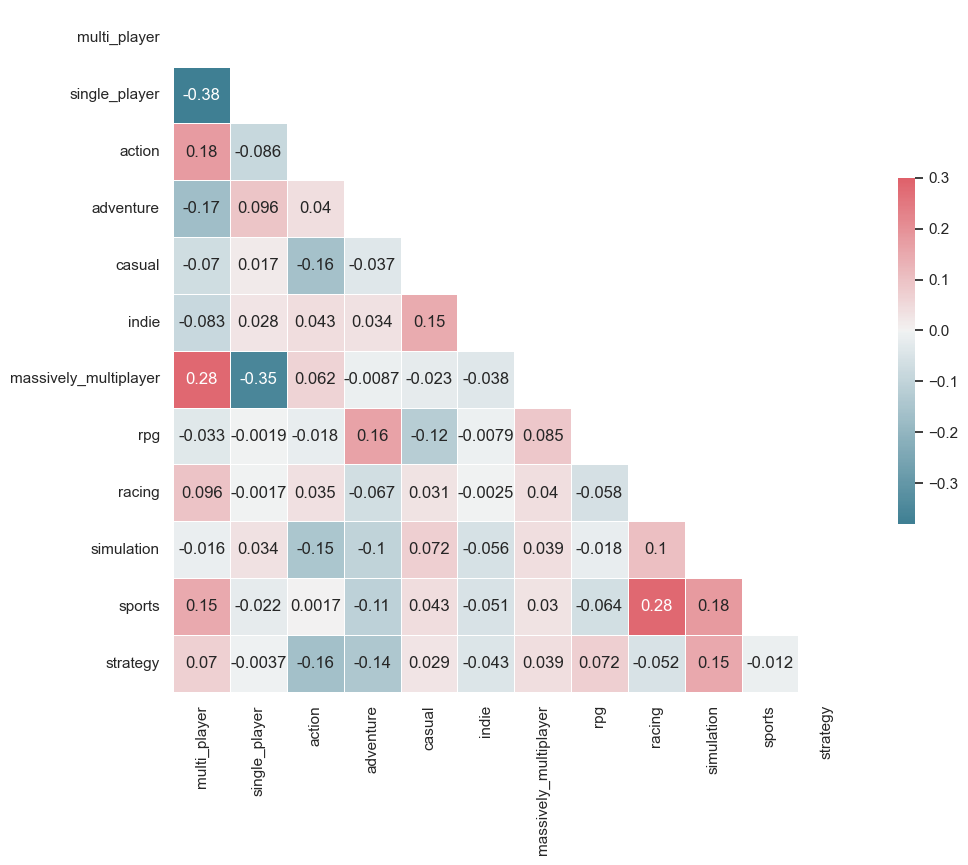 multi_player
single_player -0.38
action 0.18 -0.086
adventure -0.17 0.096 0.04
casual -0.07 0.017 -0.16 -0.037
indie -0.083 0.028 0.043 0.034 0.15
massively_multiplayer 0.28 -0.35 0.062 -0.0087 -0.023 -0.038
rpg -0.033 -0.0019 -0.018 0.16 -0.12 -0.0079 0.085
racing 0.096 -0.0017 0.035 -0.067 0.031 -0.0025 0.04 -0.058
simulation -0.016 0.034 -0.15 -0.1 0.072 -0.056 0.039 -0.018 0.1
sports 0.15 -0.022 0.0017 -0.11 0.043 -0.051 0.03 -0.064 0.28 0.18
strategy 0.07 -0.0037 -0.16 -0.14 0.029 -0.043 0.039 0.072 -0.052 0.15 -0.012
multi_player
single_player
action
adventure
casual
indie
massively_multiplayer
rpg
racing
simulation
sports
strategy
0.3
0.2
0.1
0.0
−0.1
−0.2
−0.3